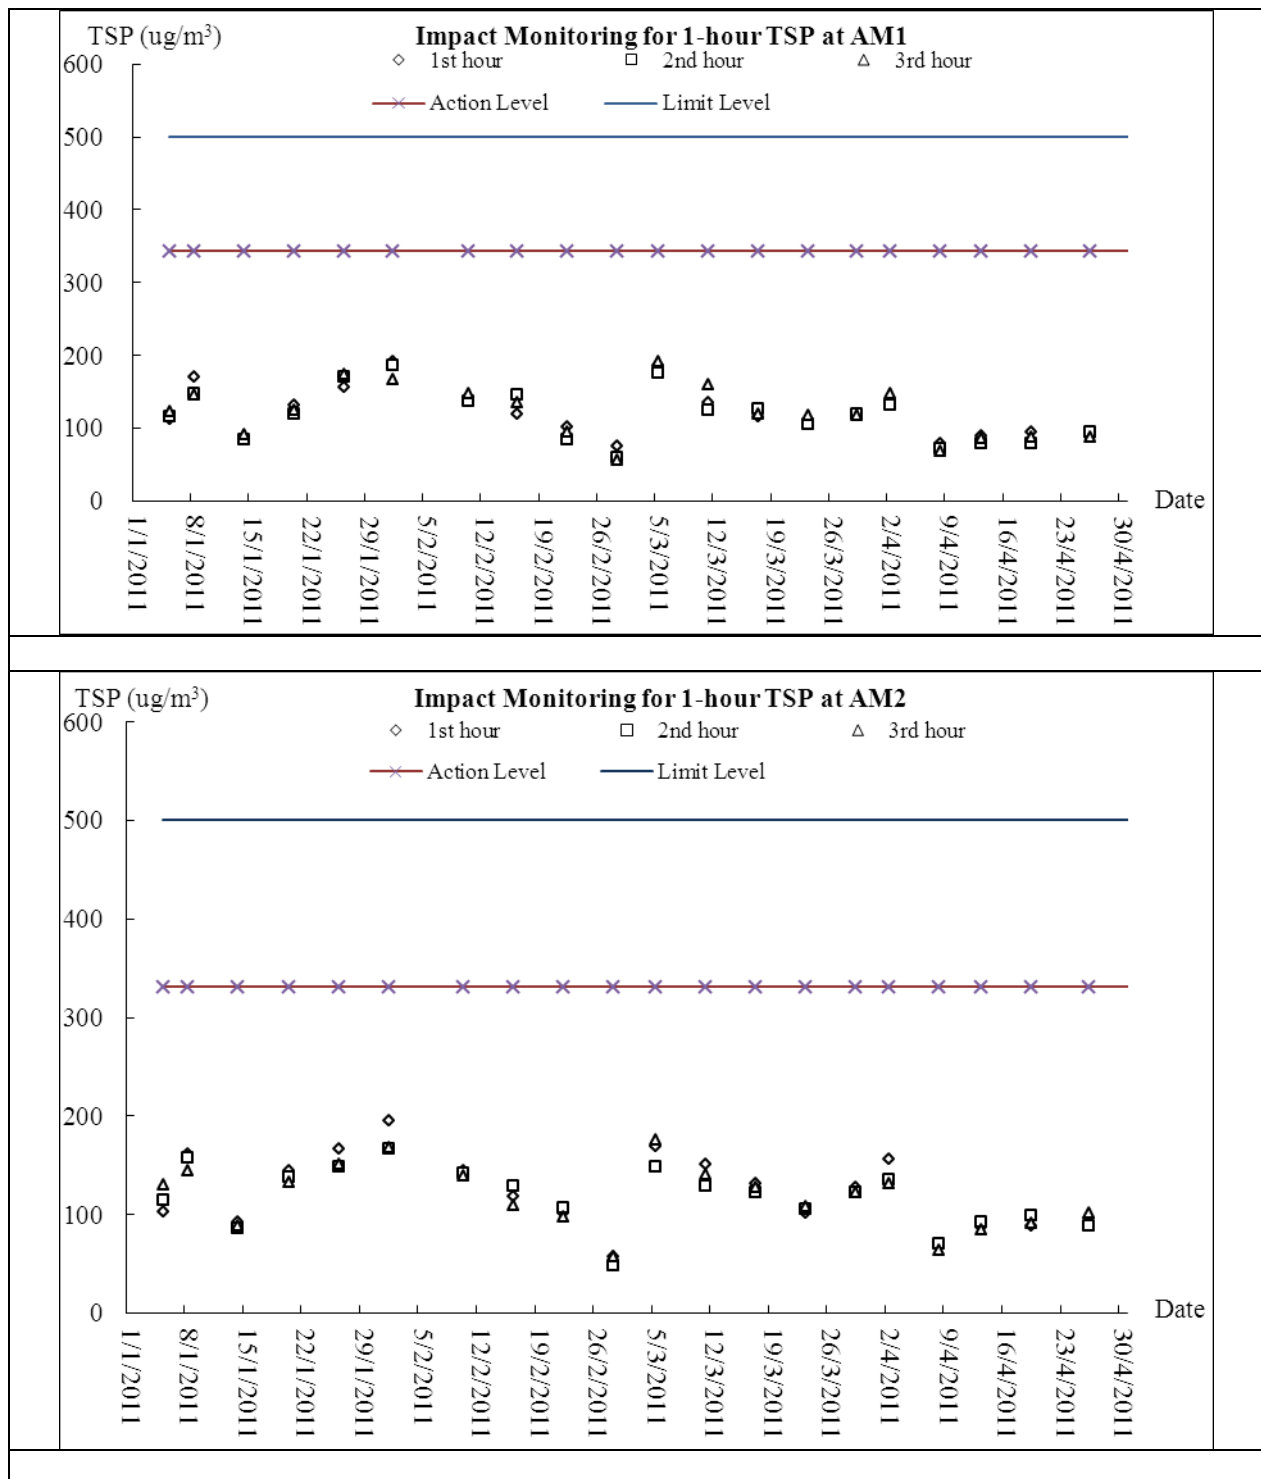 TSP (ug/m³) Impact Monitoring for 1-hour TSP at AM1
1st hour 2nd hour 3rd hour
Action Level Limit Level
600
500
400
300
200
100
0
Date
1/1/2011 8/1/2011 15/1/2011 22/1/2011 29/1/2011 5/2/2011 12/2/2011 19/2/2011 26/2/2011 5/3/2011 12/3/2011 19/3/2011 26/3/2011 2/4/2011 9/4/2011 16/4/2011 23/4/2011 30/4/2011
TSP (ug/m³) Impact Monitoring for 1-hour TSP at AM2
1st hour 2nd hour 3rd hour
Action Level Limit Level
600
500
400
300
200
100
0
Date
1/1/2011 8/1/2011 15/1/2011 22/1/2011 29/1/2011 5/2/2011 12/2/2011 19/2/2011 26/2/2011 5/3/2011 12/3/2011 19/3/2011 26/3/2011 2/4/2011 9/4/2011 16/4/2011 23/4/2011 30/4/2011